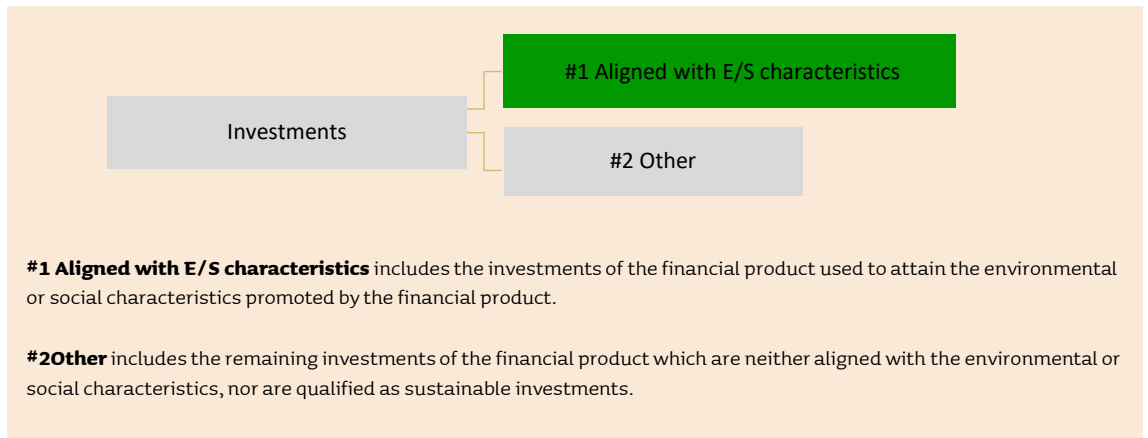 #1 Aligned with E/S characteristics
Investments
#2 Other
#1 Aligned with E/S characteristics includes the investments of the financial product used to attain the environmental
or social characteristics promoted by the financial product.
#2Other includes the remaining investments of the financial product which are neither aligned with the environmental or
social characteristics, nor are qualified as sustainable investments.